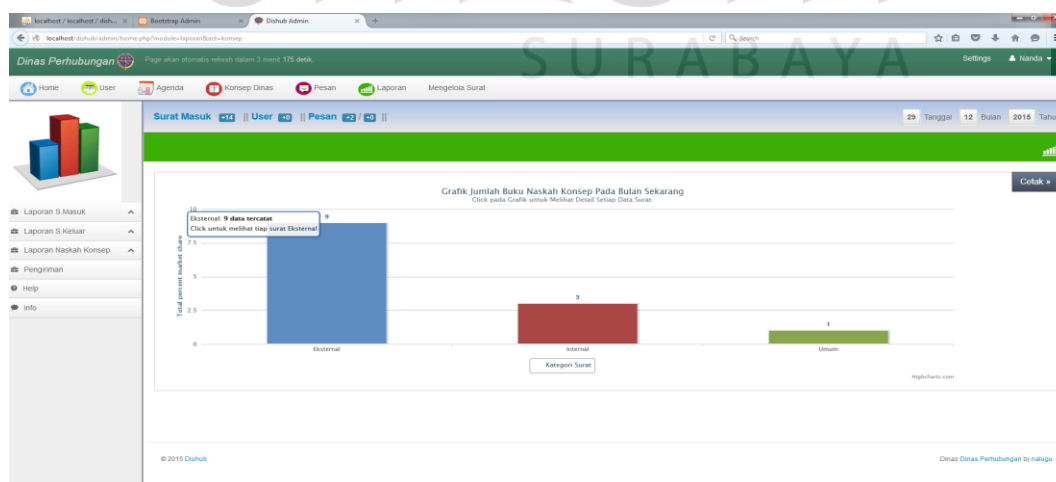 localhost / localhost / dish...
Bootstrap Admin
Dishub Admin
localhost/dishub/admin/home.php?module=laporan&act=konsep
Search
SURABAYA
Dinas Perhubungan
Page akan otomatis refresh dalam 3 menit 175 detik.
Settings
Nanda
Home
User
Agenda
Konsep Dinas
Pesan
Laporan
Mengelola Surat
Surat Masuk +14 || User +0 || Pesan +2 / +0 ||
29 Tanggal 12 Bulan 2015 Tahu
Cetak »
Laporan S.Masuk
Laporan S.Keluar
Laporan Naskah Konsep
Pengiriman
Help
Info
Grafik Jumlah Buku Naskah Konsep Pada Bulan Sekarang
Click pada Grafik untuk Melihat Detail Setiap Data Surat.
Eksternal: 9 data tercatat
Click untuk melihat tiap surat Eksternal
Total percent market share
10
7.5
5
2.5
0
9
3
1
Eksternal
Internal
Umum
Kategori Surat
Highcharts.com
© 2015 Dishub
Dinas Dinas Perhubungan by nalugu